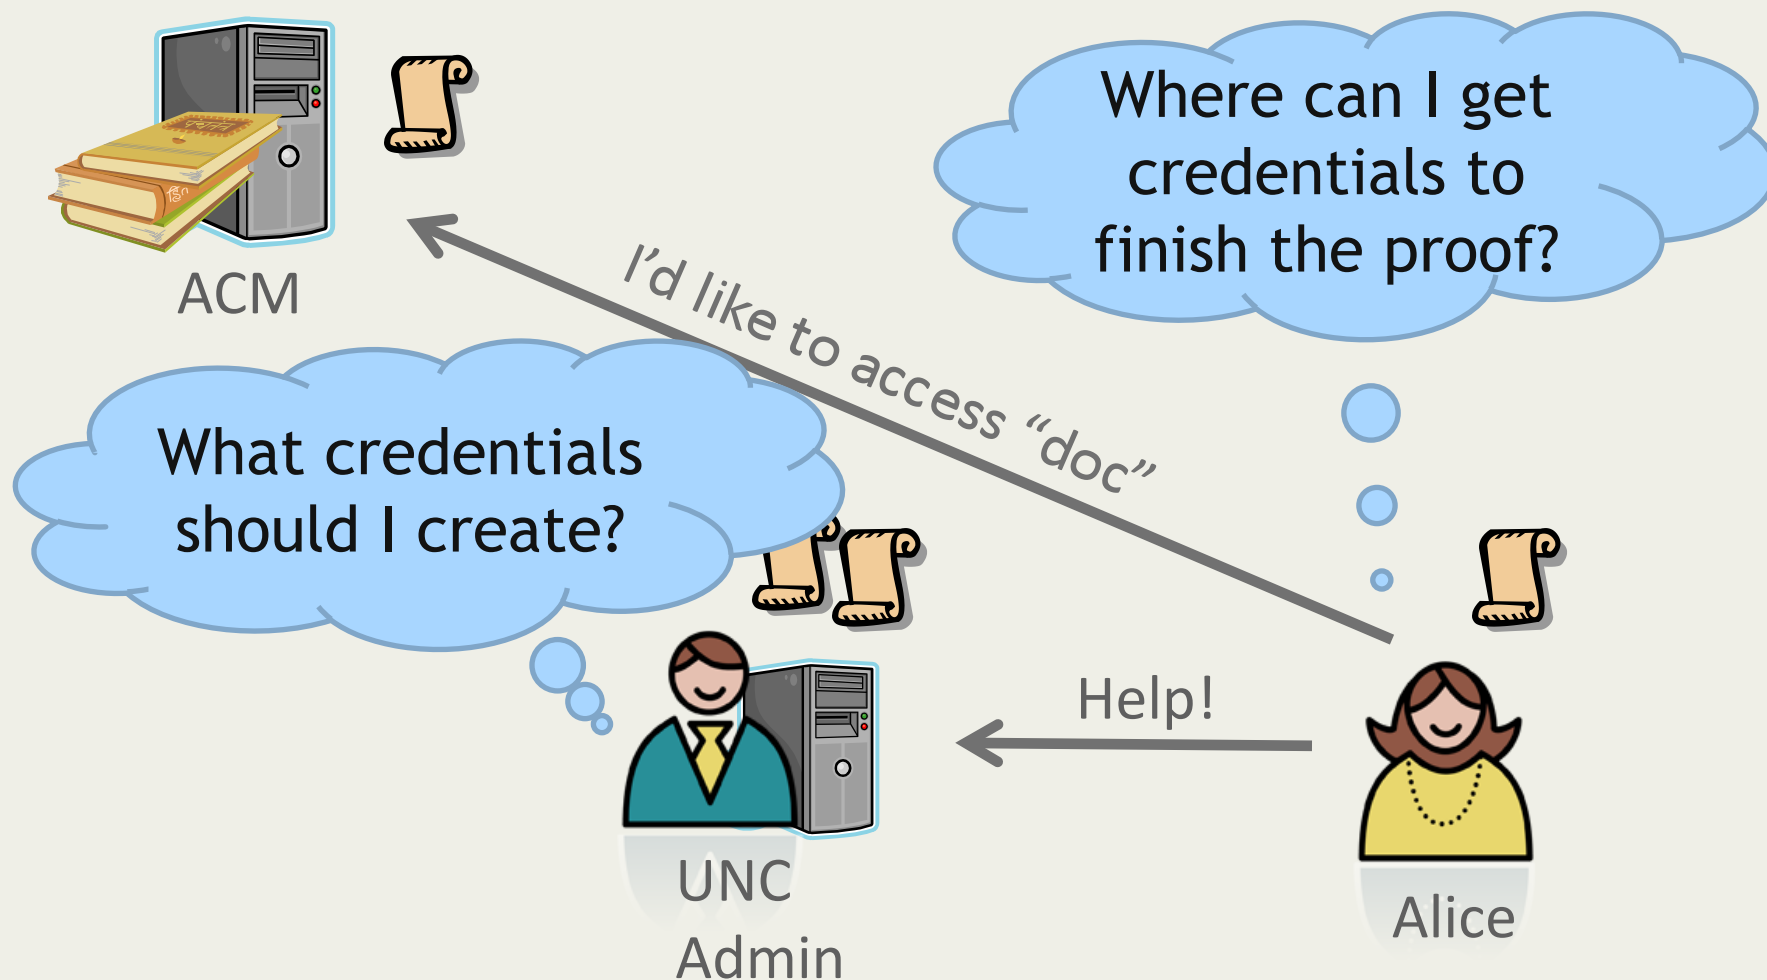 Where can I get
credentials to
finish the proof?
ACM
I’d like to access “doc”
What credentials
should I create?
Help!
UNC
Admin
Alice